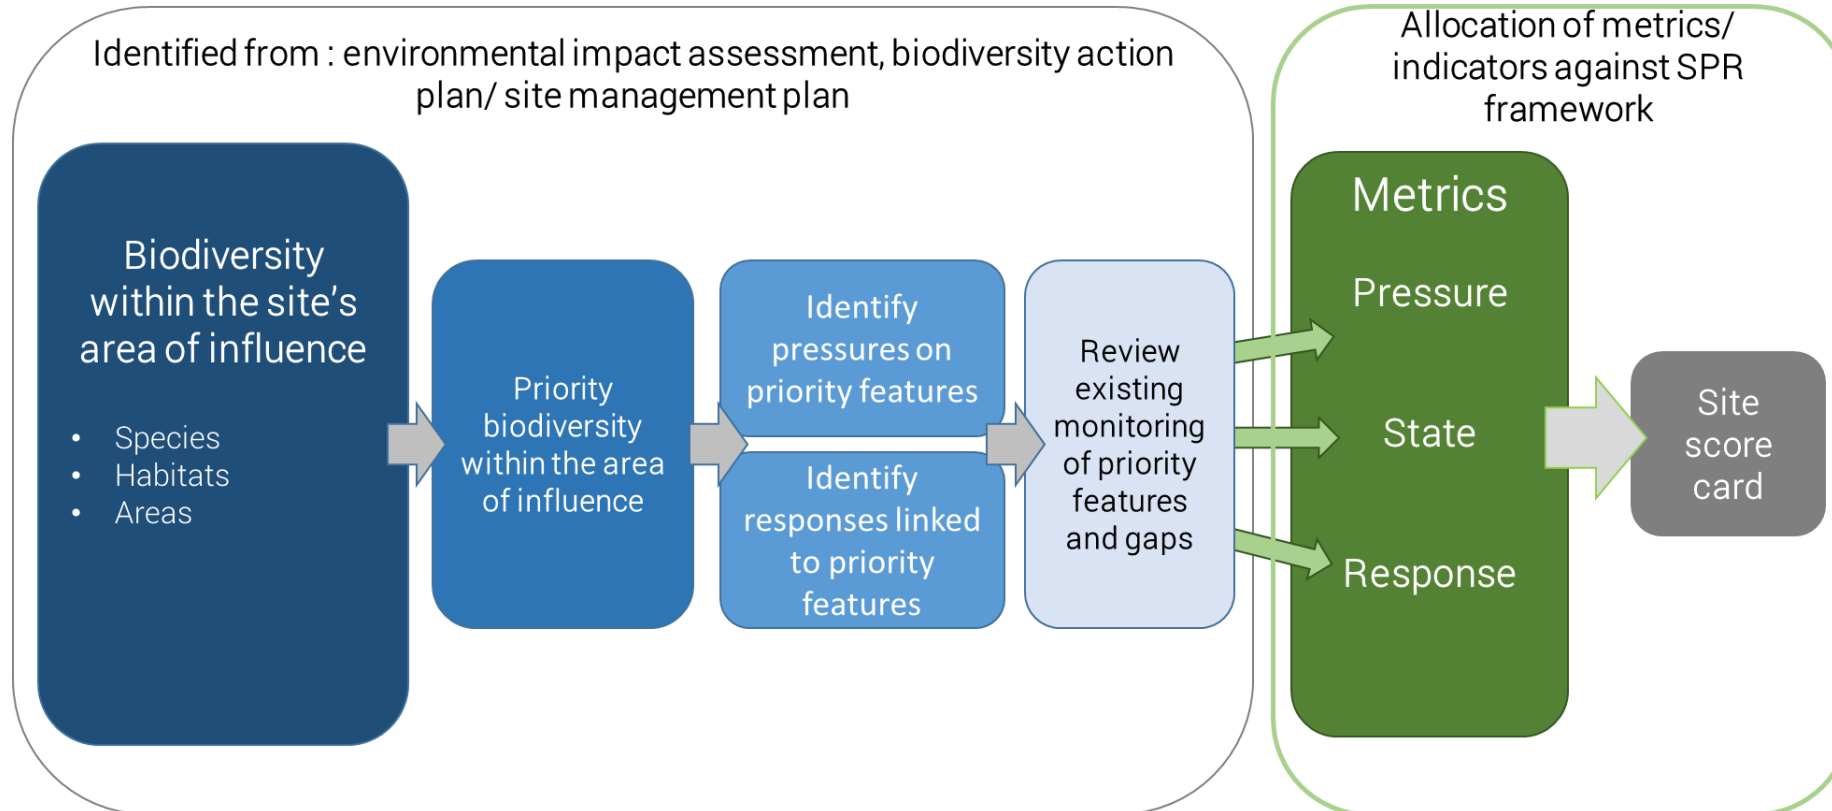 Identified from : environmental impact assessment, biodiversity action
plan/ site management plan
Biodiversity
within the site's
area of influence
• Species
• Habitats
• Areas
Priority
biodiversity
within the area
of influence
Identify
pressures on
priority features
Identify
responses linked
to priority
features
Review
existing
monitoring
of priority
features
and gaps
Allocation of metrics/
indicators against SPR
framework
Metrics
Pressure
State
Response
Site
score
card